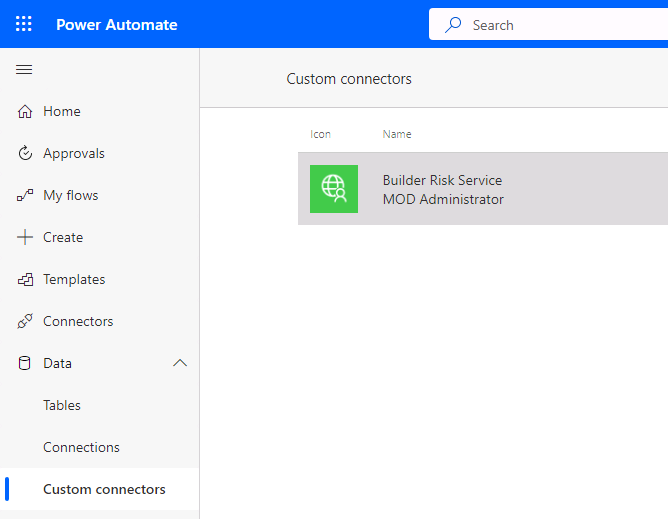 Power Automate
Search
Home
Approvals
My flows
Create
Templates
Connectors
Data
Tables
Connections
Custom connectors
Custom connectors
Icon Name
Builder Risk Service
MOD Administrator